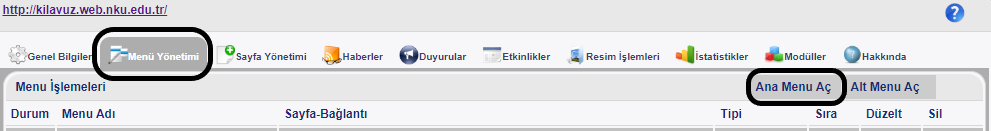 http://kilavuz.web.nku.edu.tr/
Genel Bilgiler Menü Yönetimi Sayfa Yönetimi Haberler Duyurular Etkinlikler Resim İşlemleri İstatistikler Modüller Hakkında
Menu İşlemeleri Ana Menu Aç Alt Menu Aç
Durum Menu Adı Sayfa-Bağlantı Tipi Sıra Düzelt Sil